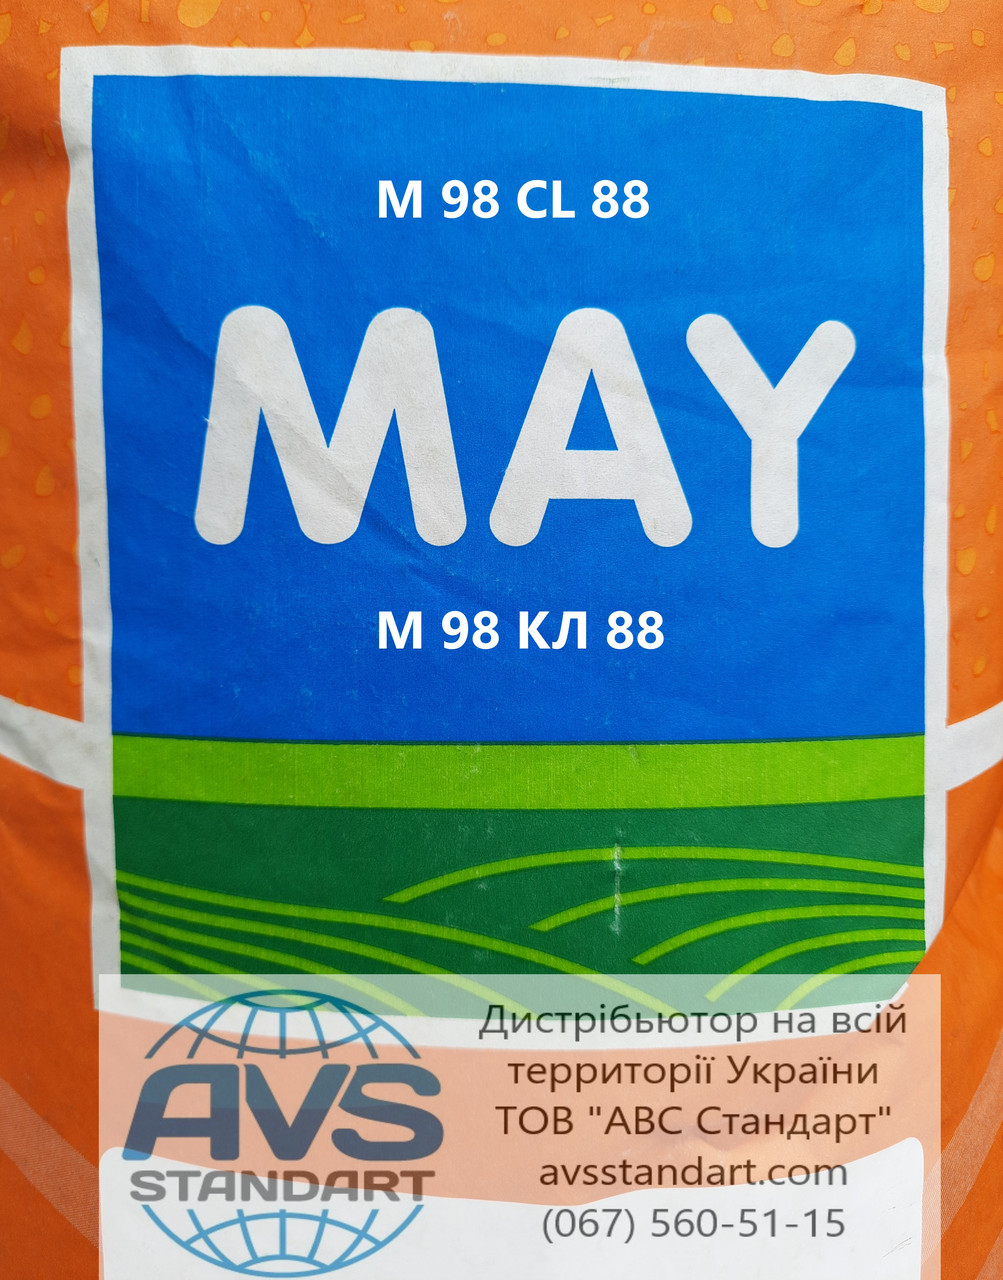 M 98 CL 88
MAY
М 98 КЛ 88
AVS
STANDART
Дистрібьютор на всій
території України
ТОВ "АВС Стандарт"
avsstandart.com
(067) 560-51-15